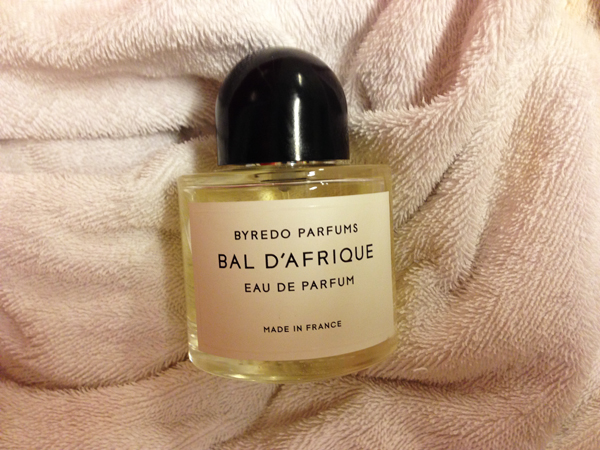 BYREDO PARFUMS
BAL D'AFRIQUE
EAU DE PARFUM
MADE IN FRANCE